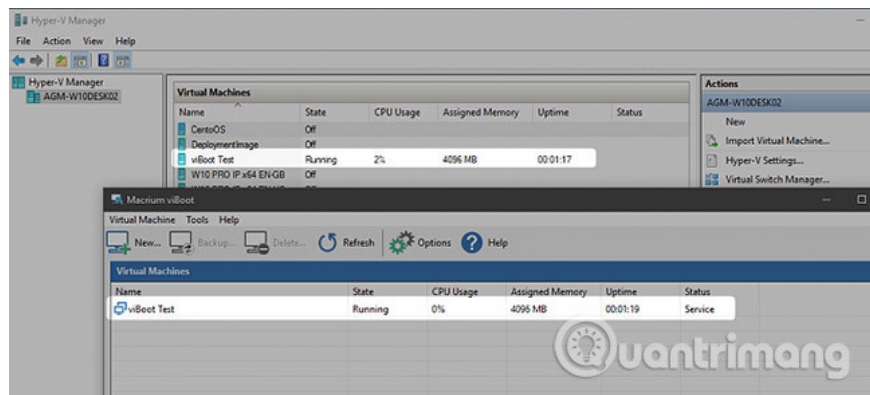 Hyper-V Manager
File Action View Help
Hyper-V Manager
AGM-W10DESK02
Virtual Machines
Name State CPU Usage Assigned Memory Uptime Status
CentoOS Off
DeploymentImage Off
viBoot Test Running 2% 4096 MB 00:01:17
W10 PRO IP x64 EN-GB Off
Actions
AGM-W10DESK02
New
Import Virtual Machine...
Hyper-V Settings...
Virtual Switch Manager...
Macrium viBoot
Virtual Machine Tools Help
New... Backup... Delete... Refresh Options Help
Virtual Machines
Name State CPU Usage Assigned Memory Uptime Status
viBoot Test Running 0% 4096 MB 00:01:19 Service
Quantrimang